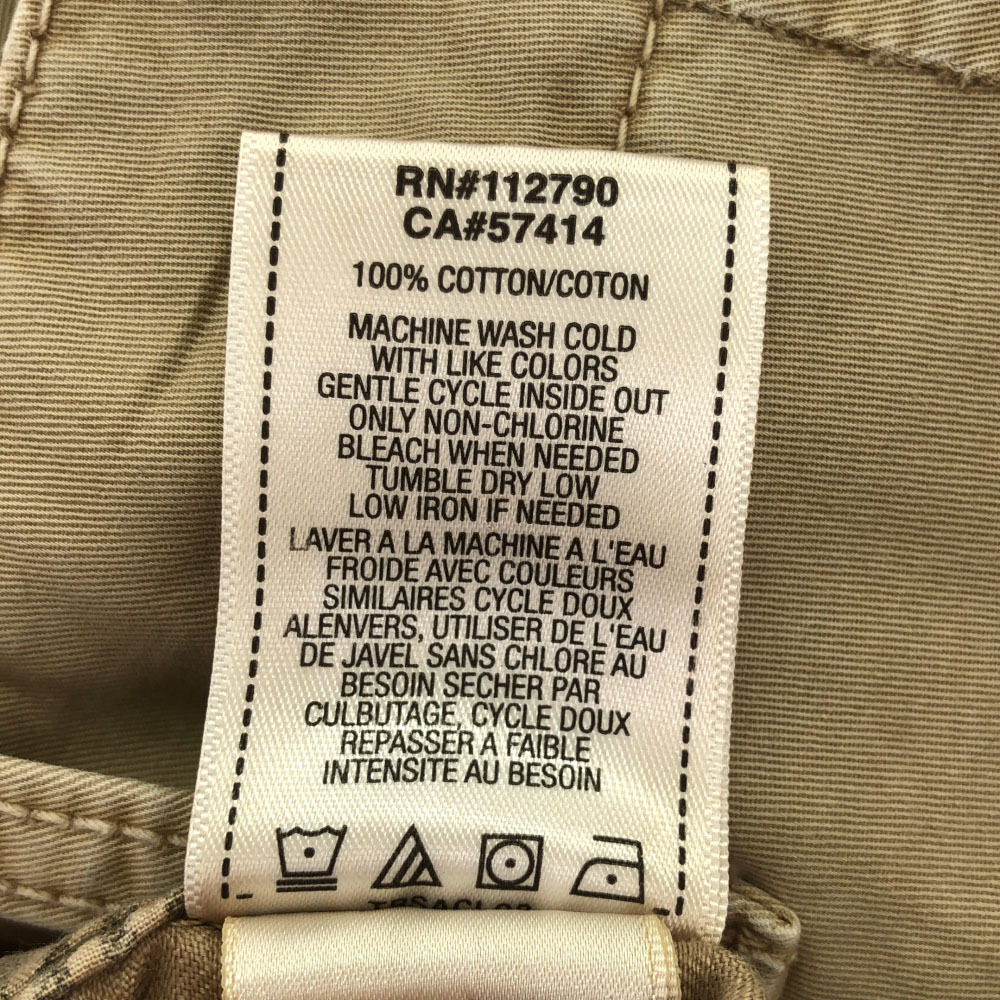 RN#112790
CA#57414
100% COTTON/COTON
MACHINE WASH COLD
WITH LIKE COLORS
GENTLE CYCLE INSIDE OUT
ONLY NON-CHLORINE
BLEACH WHEN NEEDED
TUMBLE DRY LOW
LOW IRON IF NEEDED
LAVER A LA MACHINE A L'EAU
FROIDE AVEC COULEURS
SIMILAIRES CYCLE DOUX
ALENVERS, UTILISER DE L'EAU
DE JAVEL SANS CHLORE AU
BESOIN SECHER PAR
CULBUTAGE, CYCLE DOUX
REPASSER A FAIBLE
INTENSITE AU BESOIN